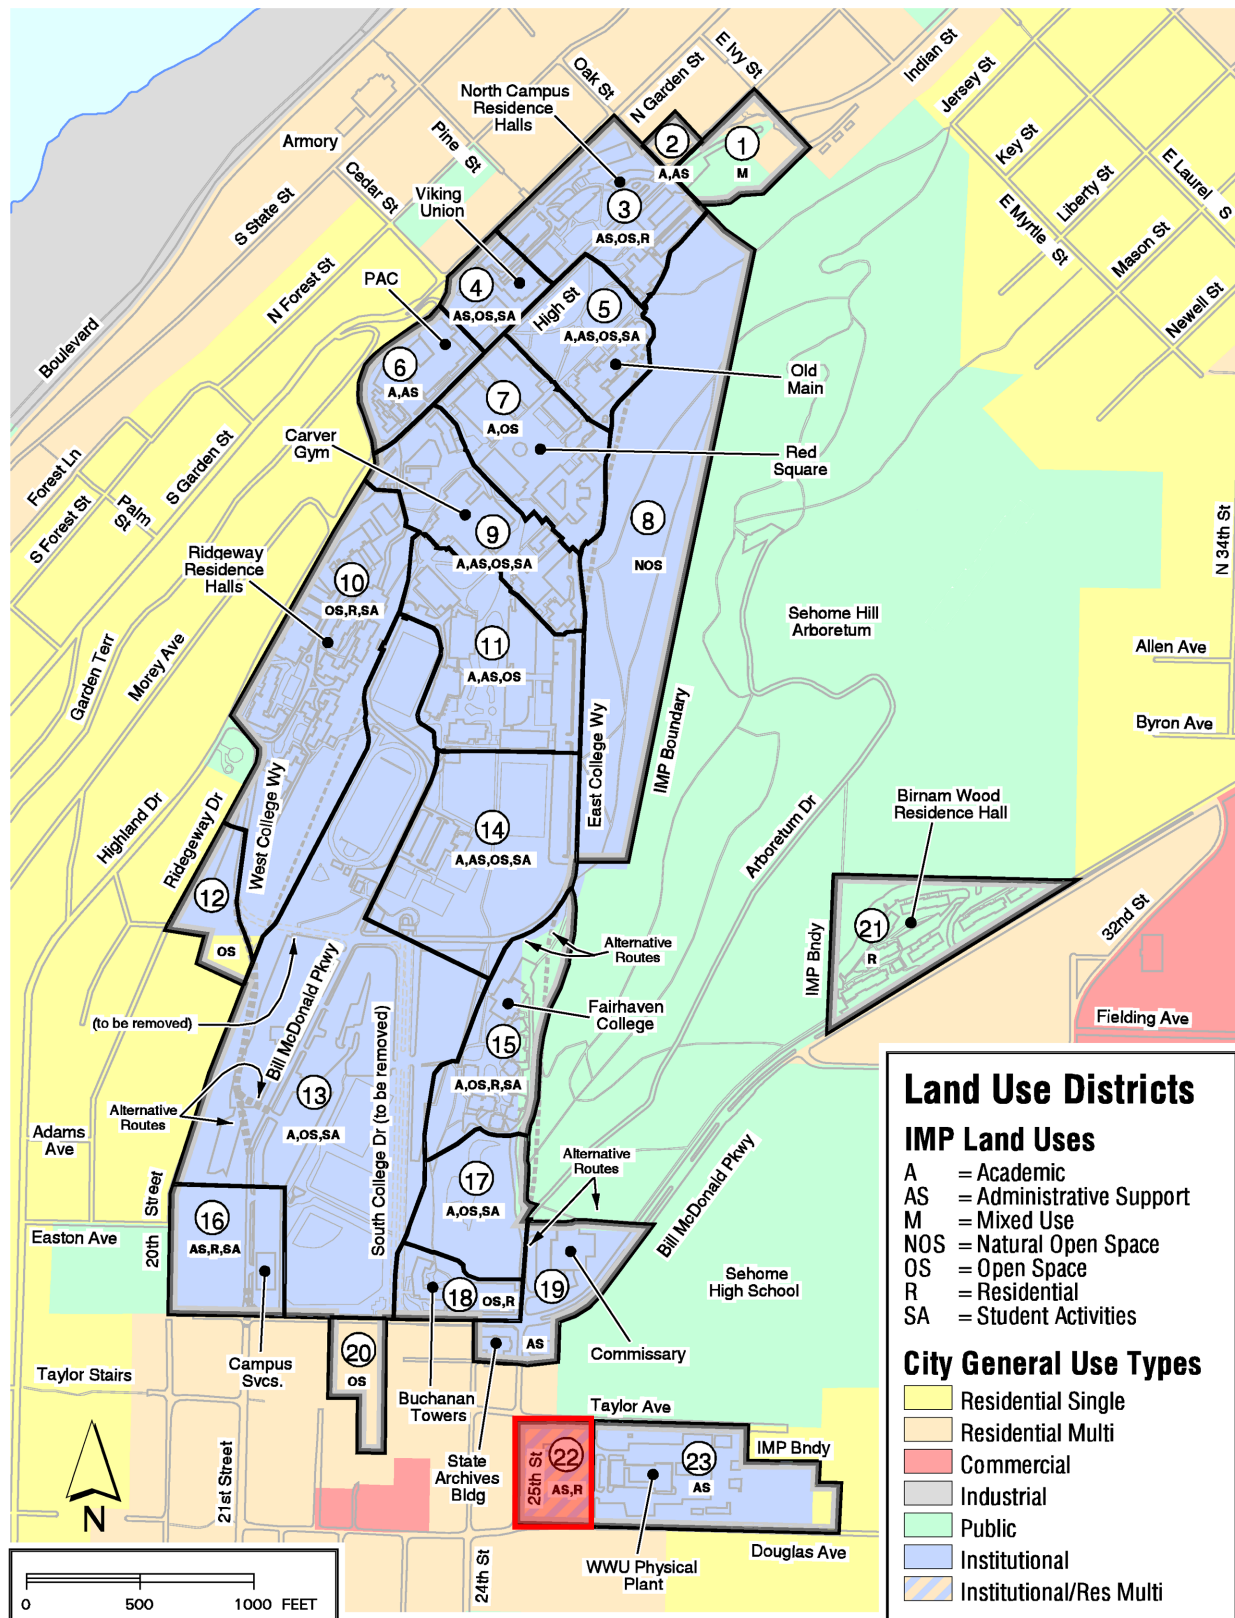 Oak St
N Garden St
E Ivy St
Indian St
Jersey St
Key St
Liberty St
E Laurel S
E Myrtle St
Mason St
Newell St
North Campus
Residence
Halls
Armory
Pine St
Cedar St
Viking
Union
S State St
N Forest St
PAC
Boulevard
1
M
2
A,AS
3
AS,OS,R
4
AS,OS,SA
High St
5
A,AS,OS,SA
6
A,AS
7
A,OS
Old
Main
Red
Square
Carver
Gym
Forest Ln
S Forest St
Palm
St
S Garden St
8
NOS
9
A,AS,OS,SA
N 34th St
Ridgeway
Residence
Halls
10
OS,R,SA
11
A,AS,OS
Sehome Hill
Arboretum
Allen Ave
Byron Ave
Garden Terr
Morey Ave
East College Wy
IMP Boundary
West College Wy
Highland Dr
Ridgeway Dr
Arboretum Dr
Birnam Wood
Residence Hall
14
A,AS,OS,SA
12
OS
21
R
IMP Bndy
32nd St
Fielding Ave
Alternative
Routes
(to be removed)
Bill McDonald Pkwy
South College Dr (to be removed)
Fairhaven
College
15
A,OS,R,SA
13
A,OS,SA
Alternative
Routes
Adams
Ave
Alternative
Routes
Bill McDonald Pkwy
17
A,OS,SA
16
AS,R,SA
Easton Ave
20th Street
18
OS,R
19
AS
Sehome
High School
Commissary
Campus
Svcs.
20
OS
Buchanan
Towers
Taylor Stairs
Taylor Ave
State
Archives
Bldg
25th St
22
AS,R
23
AS
IMP Bndy
21st Street
24th St
WWU Physical
Plant
Douglas Ave
N
0 500 1000 FEET
Land Use Districts
IMP Land Uses
A = Academic
AS = Administrative Support
M = Mixed Use
NOS = Natural Open Space
OS = Open Space
R = Residential
SA = Student Activities
City General Use Types
Residential Single
Residential Multi
Commercial
Industrial
Public
Institutional
Institutional/Res Multi